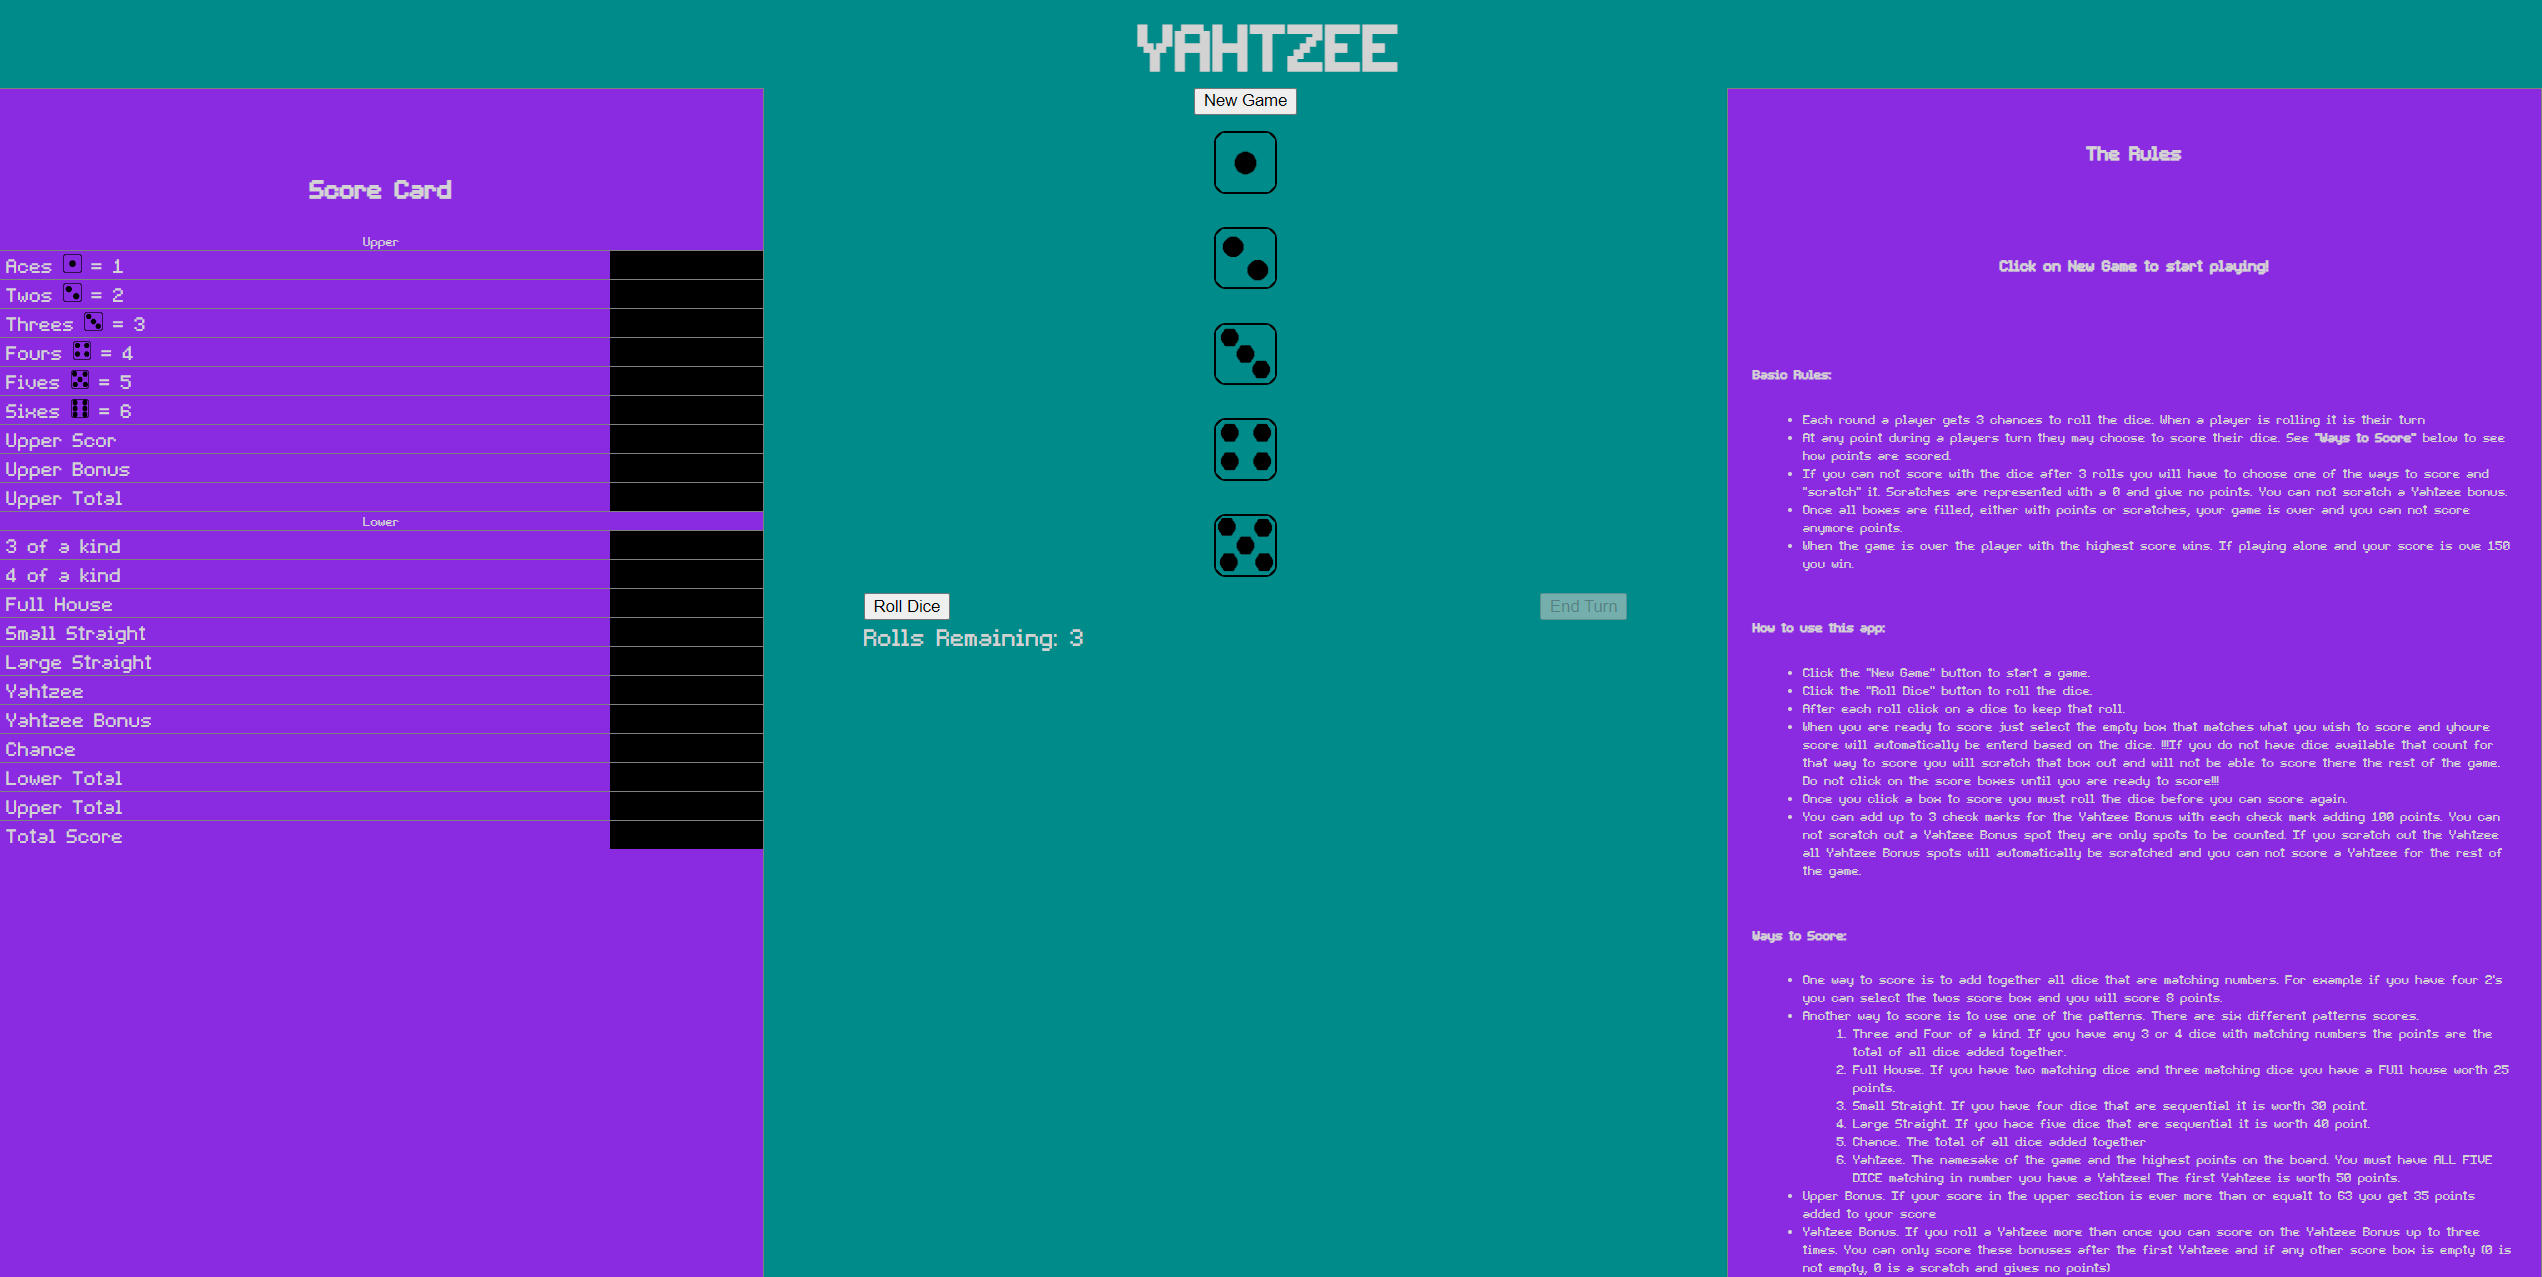 YAHTZEE
Score Card
Upper
Aces = 1
Twos = 2
Threes = 3
Fours = 4
Fives = 5
Sixes = 6
Upper Scor
Upper Bonus
Upper Total
Lower
3 of a kind
4 of a kind
Full House
Small Straight
Large Straight
Yahtzee
Yahtzee Bonus
Chance
Lower Total
Upper Total
Total Score
New Game
Roll Dice
End Turn
Rolls Remaining: 3
The Rules
Click on New Game to start playing!
Basic Rules:
• Each round a player gets 3 chances to roll the dice. When a player is rolling it is their turn
• At any point during a players turn they may choose to score their dice. See "Ways to Score" below to see
how points are scored.
• If you can not score with the dice after 3 rolls you will have to choose one of the ways to score and
"scratch" it. Scratches are represented with a 0 and give no points. You can not scratch a Yahtzee bonus.
• Once all boxes are filled, either with points or scratches, your game is over and you can not score
anymore points.
• When the game is over the player with the highest score wins. If playing alone and your score is ove 150
you win.
How to use this app:
• Click the "New Game" button to start a game.
• Click the "Roll Dice" button to roll the dice.
• After each roll click on a dice to keep that roll.
• When you are ready to score just select the empty box that matches what you wish to score and yhoure
score will automatically be enterd based on the dice. !!!If you do not have dice available that count for
that way to score you will scratch that box out and will not be able to score there the rest of the game.
Do not click on the score boxes until you are ready to score!!!
• Once you click a box to score you must roll the dice before you can score again.
• You can add up to 3 check marks for the Yahtzee Bonus with each check mark adding 100 points. You can
not scratch out a Yahtzee Bonus spot they are only spots to be counted. If you scratch out the Yahtzee
all Yahtzee Bonus spots will automatically be scratched and you can not score a Yahtzee for the rest of
the game.
Ways to Score:
• One way to score is to add together all dice that are matching numbers. For example if you have four 2's
you can select the twos score box and you will score 8 points.
• Another way to score is to use one of the patterns. There are six different patterns scores.
1. Three and Four of a kind. If you have any 3 or 4 dice with matching numbers the points are the
total of all dice added together.
2. Full House. If you have two matching dice and three matching dice you have a FUll house worth 25
points.
3. Small Straight. If you have four dice that are sequential it is worth 30 point.
4. Large Straight. If you hace five dice that are sequential it is worth 40 point.
5. Chance. The total of all dice added together
6. Yahtzee. The namesake of the game and the highest points on the board. You must have ALL FIVE
DICE matching in number you have a Yahtzee! The first Yahtzee is worth 50 points.
• Upper Bonus. If your score in the upper section is ever more than or equalt to 63 you get 35 points
added to your score
• Yahtzee Bonus. If you roll a Yahtzee more than once you can score on the Yahtzee Bonus up to three
times. You can only score these bonuses after the first Yahtzee and if any other score box is empty (0 is
not empty, 0 is a scratch and gives no points)